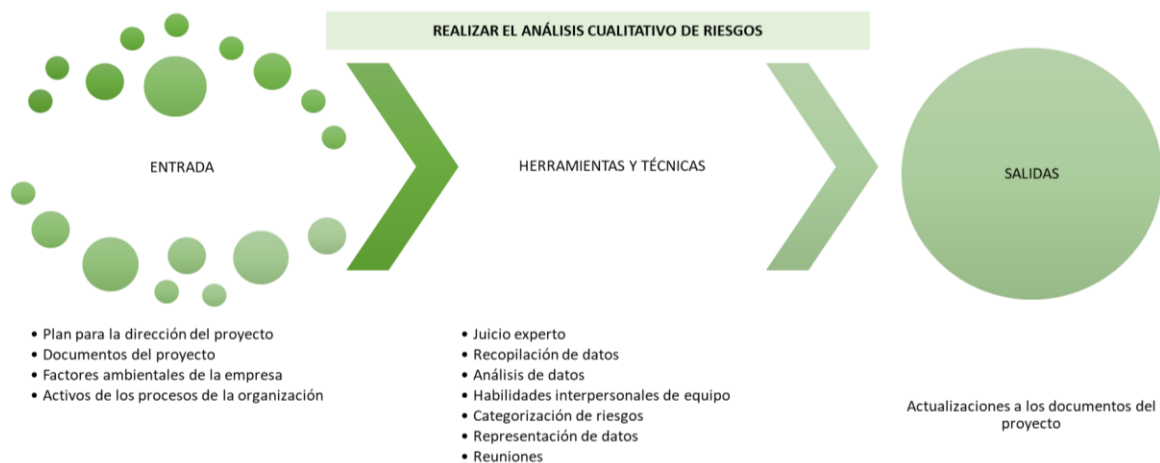 REALIZAR EL ANÁLISIS CUALITATIVO DE RIESGOS
ENTRADA
HERRAMIENTAS Y TÉCNICAS
SALIDAS
• Plan para la dirección del proyecto
• Documentos del proyecto
• Factores ambientales de la empresa
• Activos de los procesos de la organización
• Juicio experto
• Recopilación de datos
• Análisis de datos
• Habilidades interpersonales de equipo
• Categorización de riesgos
• Representación de datos
• Reuniones
Actualizaciones a los documentos del
proyecto